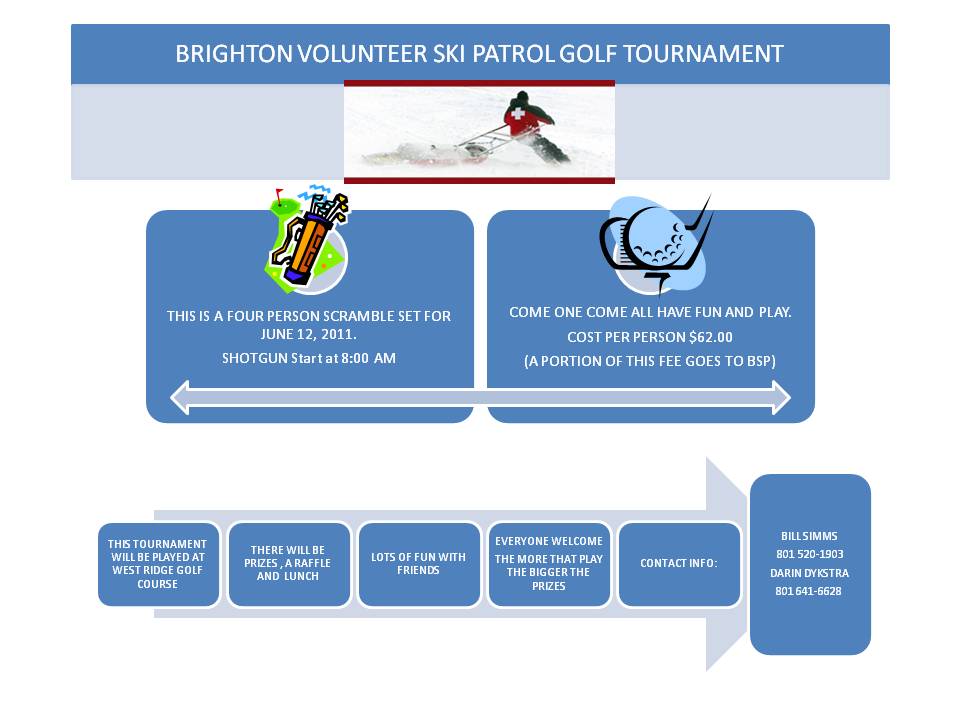 BRIGHTON VOLUNTEER SKI PATROL GOLF TOURNAMENT
THIS IS A FOUR PERSON SCRAMBLE SET FOR
JUNE 12, 2011.
SHOTGUN Start at 8:00 AM
COME ONE COME ALL HAVE FUN AND PLAY.
COST PER PERSON $62.00
(A PORTION OF THIS FEE GOES TO BSP)
THIS TOURNAMENT
WILL BE PLAYED AT
WEST RIDGE GOLF
COURSE
THERE WILL BE
PRIZES , A RAFFLE
AND LUNCH
LOTS OF FUN WITH
FRIENDS
EVERYONE WELCOME
THE MORE THAT PLAY
THE BIGGER THE
PRIZES
CONTACT INFO:
BILL SIMMS
801 520-1903
DARIN DYKSTRA
801 641-6628